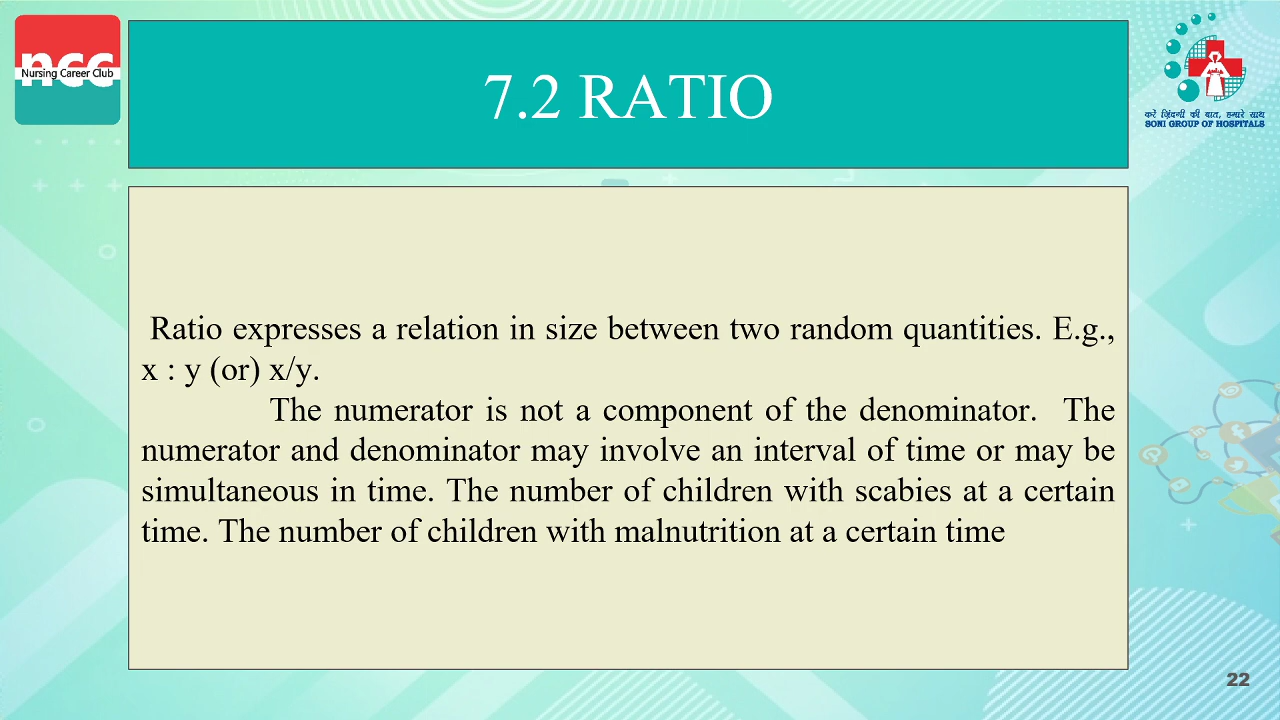 ncc
Nursing Career Club
7.2 RATIO
करे ज़िंदगी की बात, हमारे साथ
SONI GROUP OF HOSPITALS
Ratio expresses a relation in size between two random quantities. E.g.,
x : y (or) x/y.
The numerator is not a component of the denominator. The
numerator and denominator may involve an interval of time or may be
simultaneous in time. The number of children with scabies at a certain
time. The number of children with malnutrition at a certain time
22